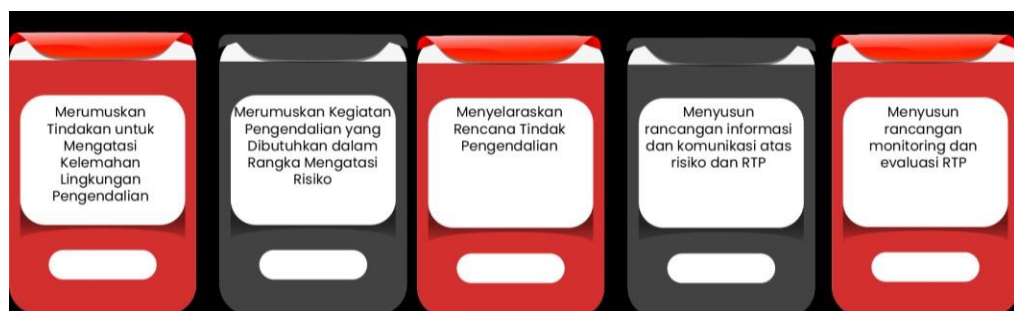 Merumuskan
Tindakan untuk
Mengatasi
Kelemahan
Lingkungan
Pengendalian
Merumuskan Kegiatan
Pengendalian yang
Dibutuhkan dalam
Rangka Mengatasi
Risiko
Menyelaraskan
Rencana Tindak
Pengendalian
Menyusun
rancangan informasi
dan komunikasi atas
risiko dan RTP
Menyusun
rancangan
monitoring dan
evaluasi RTP